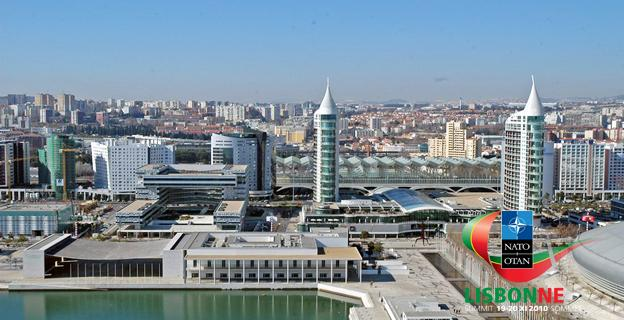 NATO
OTAN
LISBONNE
SUMMIT 19-20 XI 2010 SOMMET